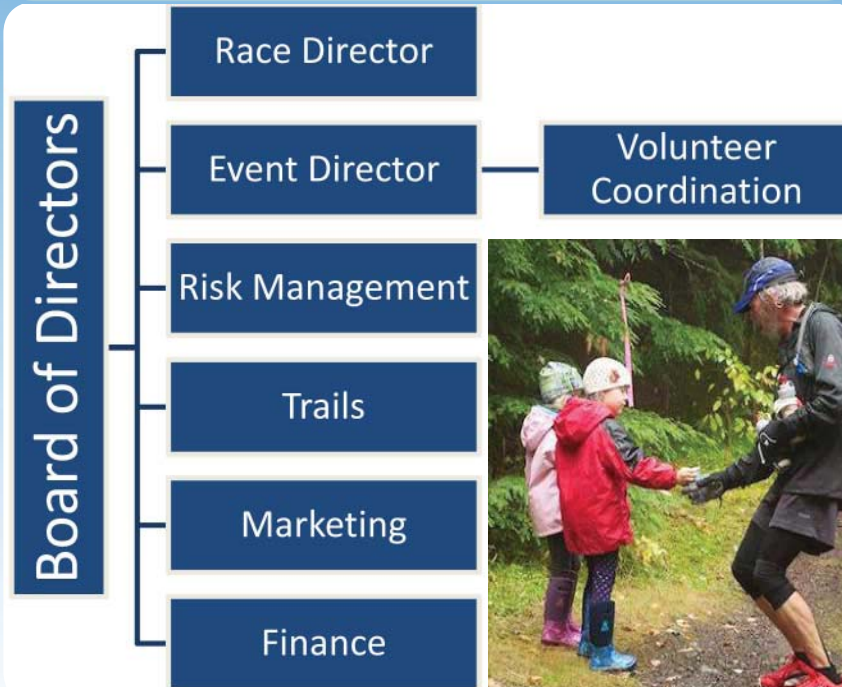 Board of Directors
Race Director
Event Director
Volunteer
Coordination
Risk Management
Trails
Marketing
Finance